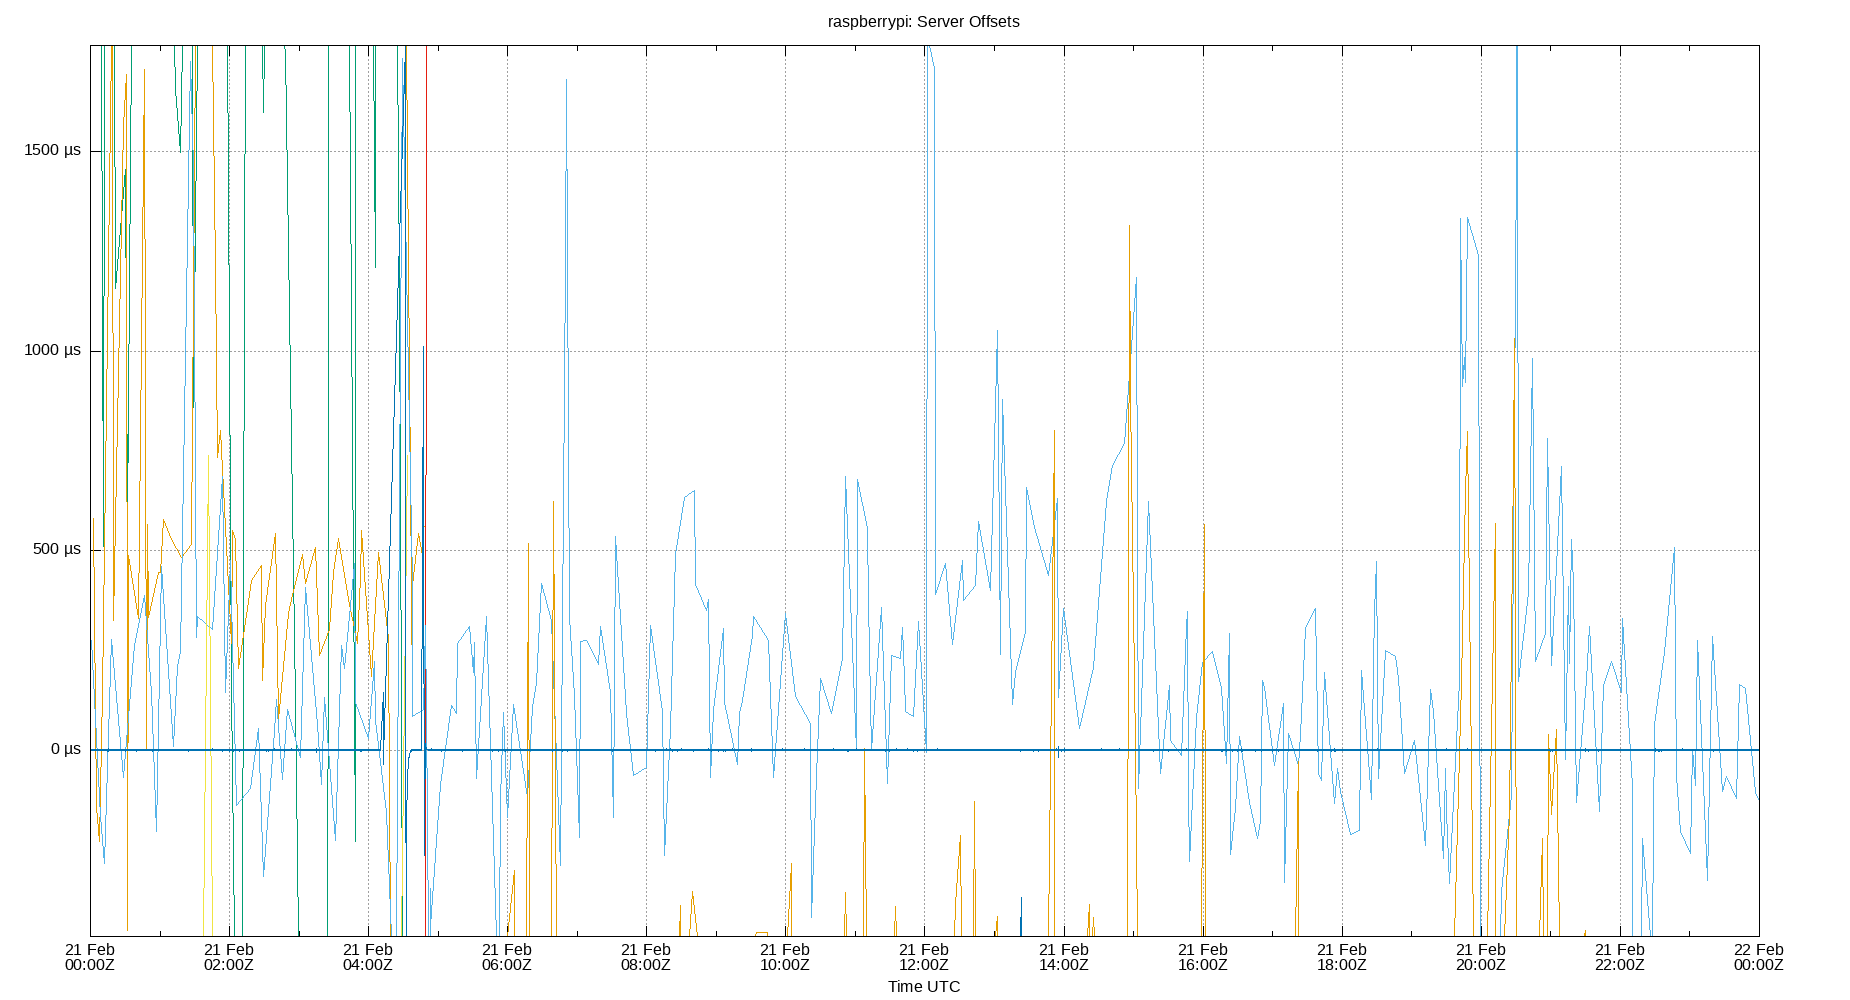 raspberrypi: Server Offsets
1500 µs
1000 µs
500 µs
0 µs
21 Feb 21 Feb 21 Feb 21 Feb 21 Feb 21 Feb 21 Feb 21 Feb 21 Feb 21 Feb 21 Feb 21 Feb 22 Feb
00:00Z 02:00Z 04:00Z 06:00Z 08:00Z 10:00Z 12:00Z 14:00Z 16:00Z 18:00Z 20:00Z 22:00Z 00:00Z
Time UTC